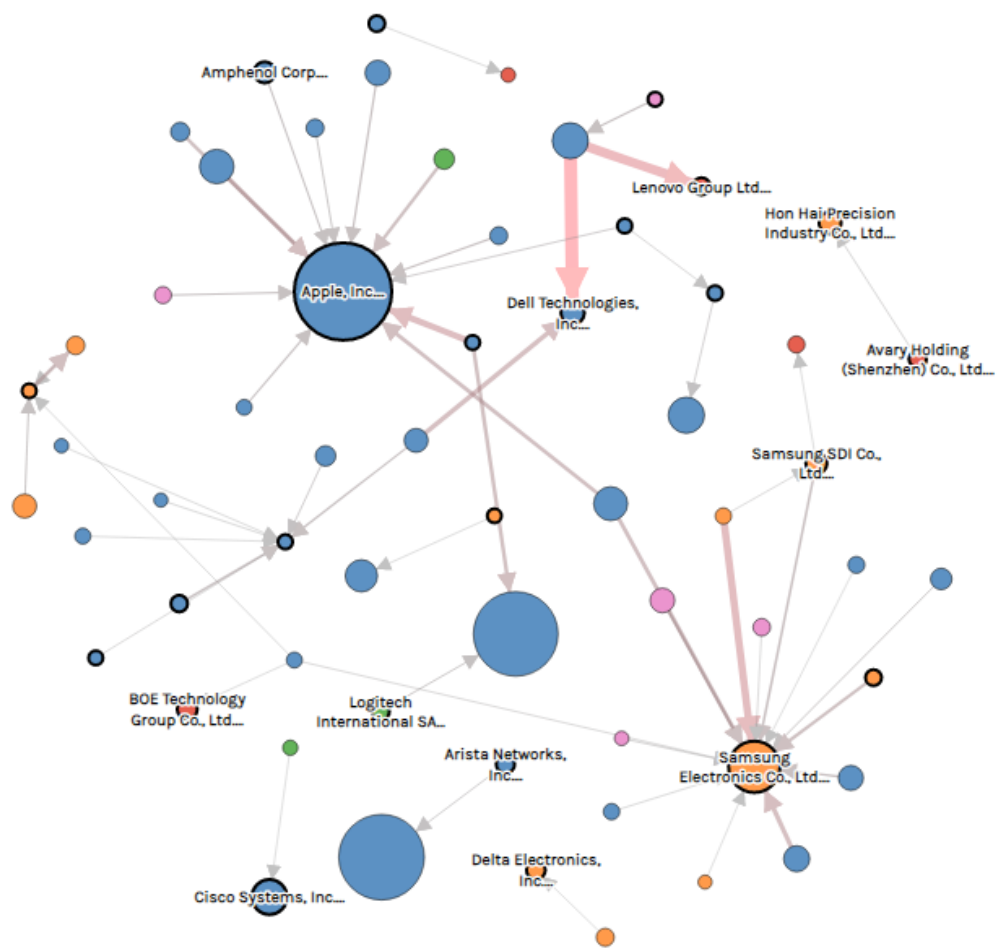 Amphenol Corp....
Lenovo Group Ltd....
Hon Hai Precision
Industry Co., Ltd....
Apple, Inc....
Dell Technologies,
Inc....
Avary Holding
(Shenzhen) Co., Ltd....
Samsung SDI Co.,
Ltd....
BOE Technology
Group Co., Ltd....
Logitech
International SA...
Arista Networks,
Inc....
Samsung
Electronics Co., Ltd....
Delta Electronics,
Inc....
Cisco Systems, Inc....